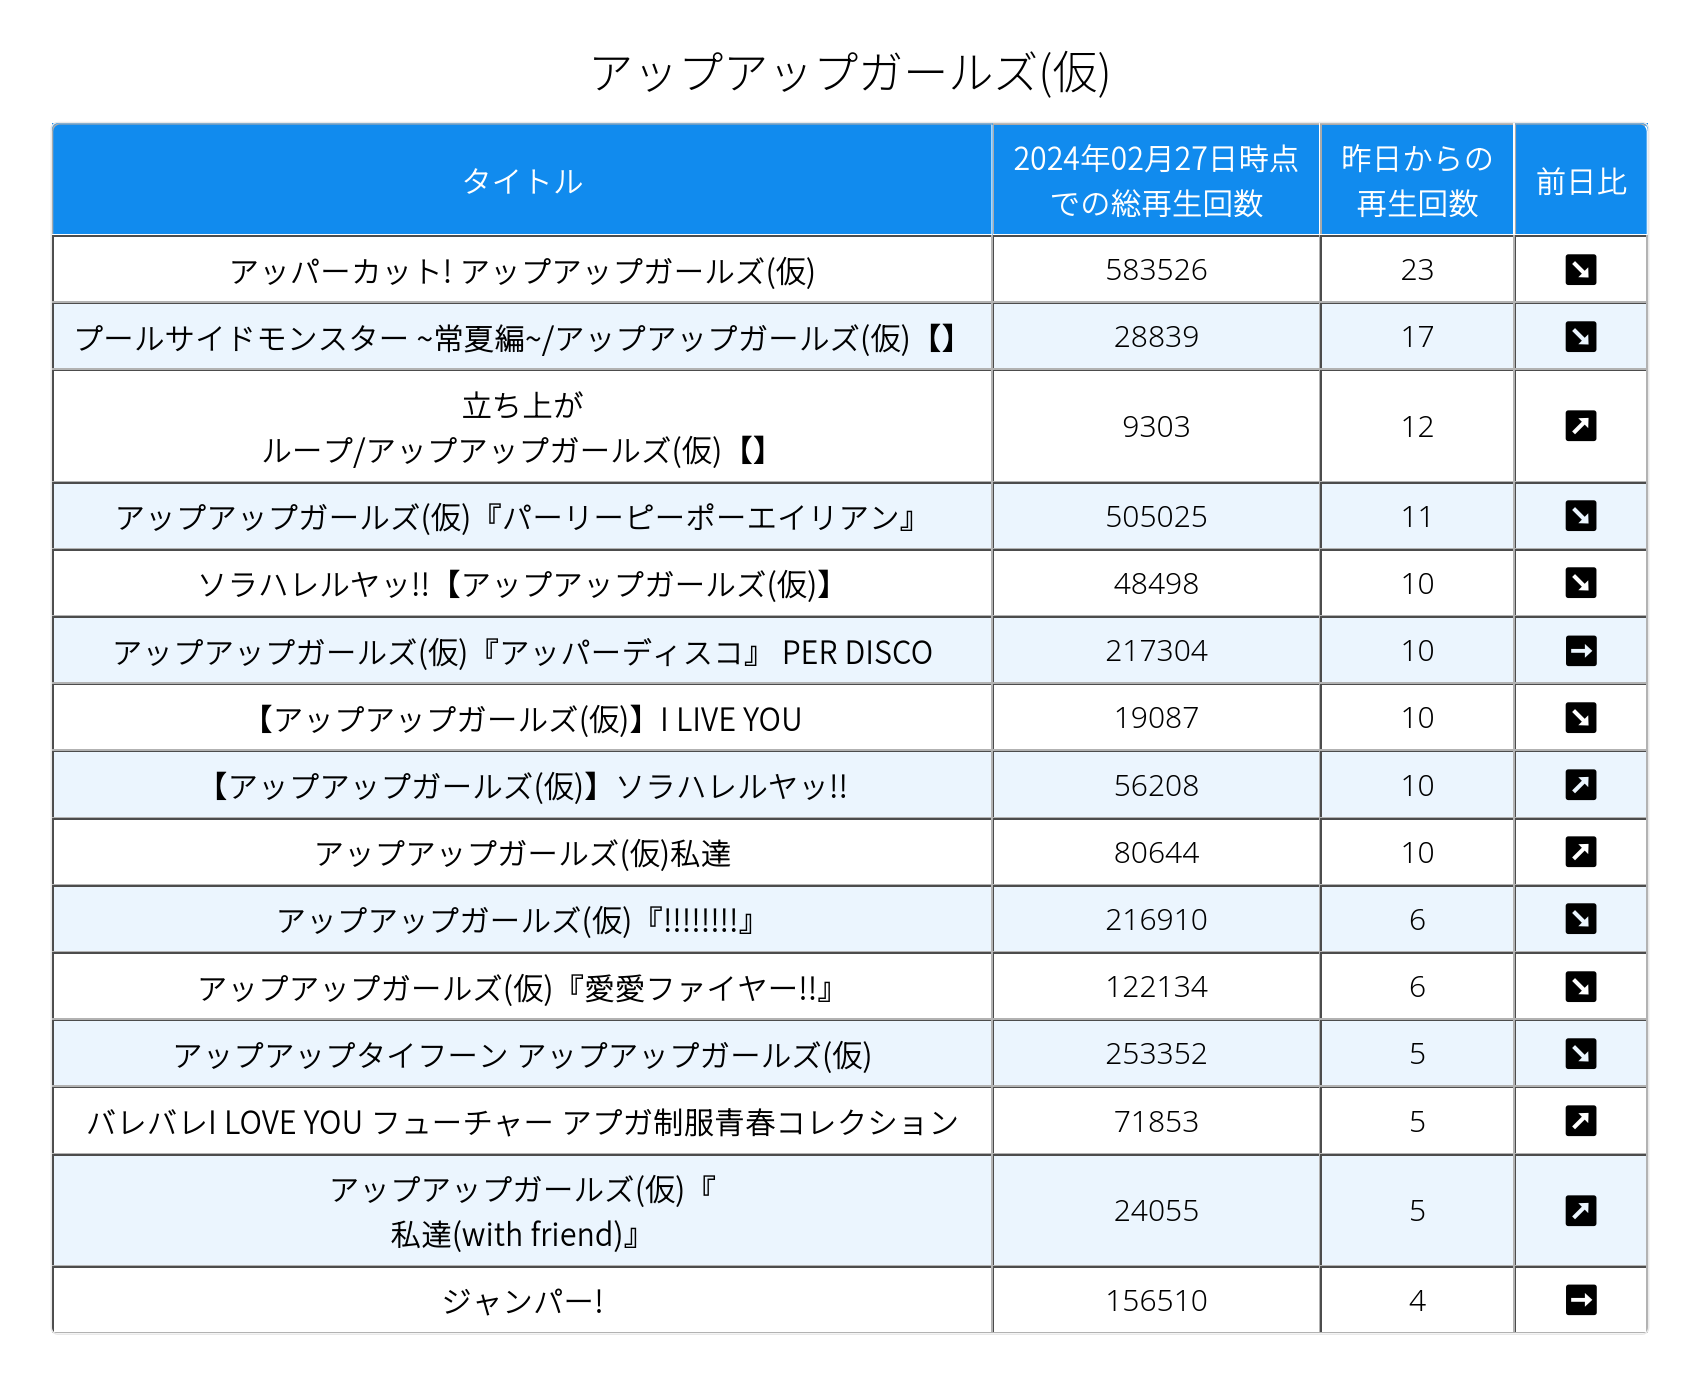 アップアップガールズ(仮)
タイトル
2024年02月27日時点
での総再生回数
昨日からの
再生回数
前日比
アッパーカット! アップアップガールズ(仮) 583526 23
プールサイドモンスター ~常夏編~/アップアップガールズ(仮)【】 28839 17
立ち上が
ループ/アップアップガールズ(仮)【】 9303 12
アップアップガールズ(仮)『パーリーピーポーエイリアン』 505025 11
ソラハレルヤッ!!【アップアップガールズ(仮)】 48498 10
アップアップガールズ(仮)『アッパーディスコ』 PER DISCO 217304 10
【アップアップガールズ(仮)】I LIVE YOU 19087 10
【アップアップガールズ(仮)】ソラハレルヤッ!! 56208 10
アップアップガールズ(仮)私達 80644 10
アップアップガールズ(仮)『!!!!!!!!』 216910 6
アップアップガールズ(仮)『愛愛ファイヤー!!』 122134 6
アップアップタイフーン アップアップガールズ(仮) 253352 5
バレバレI LOVE YOU フューチャー アプガ制服青春コレクション 71853 5
アップアップガールズ(仮)『
私達(with friend)』 24055 5
ジャンパー! 156510 4